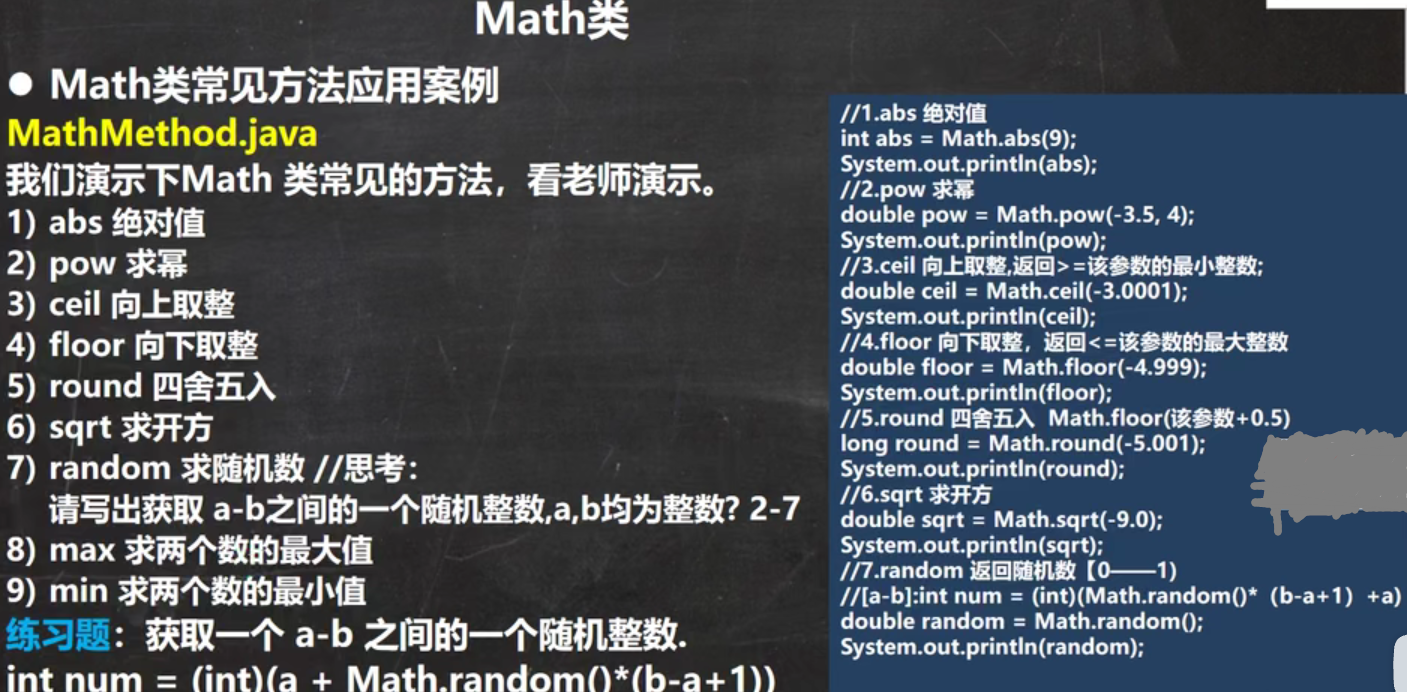 Math类
● Math类常见方法应用案例
MathMethod.java
我们演示下Math 类常见的方法，看老师演示。
1) abs 绝对值
2) pow 求幂
3) ceil 向上取整
4) floor 向下取整
5) round 四舍五入
6) sqrt 求开方
7) random 求随机数 //思考：
请写出获取 a-b之间的一个随机整数,a,b均为整数? 2-7
8) max 求两个数的最大值
9) min 求两个数的最小值
练习题：获取一个 a-b 之间的一个随机整数.
int num = (int)(a + Math.random()*(b-a+1))
//1.abs 绝对值
int abs = Math.abs(9);
System.out.println(abs);
//2.pow 求幂
double pow = Math.pow(-3.5, 4);
System.out.println(pow);
//3.ceil 向上取整,返回>=该参数的最小整数;
double ceil = Math.ceil(-3.0001);
System.out.println(ceil);
//4.floor 向下取整，返回<=该参数的最大整数
double floor = Math.floor(-4.999);
System.out.println(floor);
//5.round 四舍五入 Math.floor(该参数+0.5)
long round = Math.round(-5.001);
System.out.println(round);
//6.sqrt 求开方
double sqrt = Math.sqrt(-9.0);
System.out.println(sqrt);
//7.random 返回随机数【0——1)
//[a-b]:int num = (int)(Math.random()*（b-a+1）+a)
double random = Math.random();
System.out.println(random);